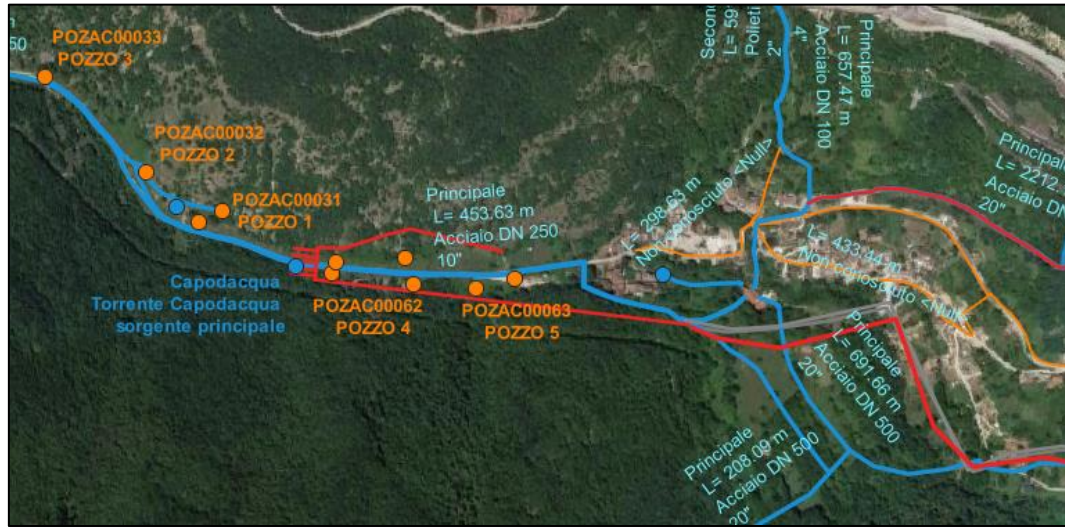 50
POZAC00033
POZZO 3
POZAC00032
POZZO 2
POZAC00031
POZZO 1
Principale
L= 453.63 m
Acciaio DN 250
10"
Capodacqua
Torrente Capodacqua
sorgente principale
POZAC00062
POZZO 4
POZAC00063
POZZO 5
L= 298.63 m
Non conosciuto <Null>
2"
Principale
L= 657.47 m
Acciaio DN 100
4"
L= 2212.
Acciaio DN
20"
L= 433.44 m
Non conosciuto <Null>
Principale
L= 691.66 m
Acciaio DN 500
20"
Principale
L= 208.09 m
Acciaio DN 500
20"